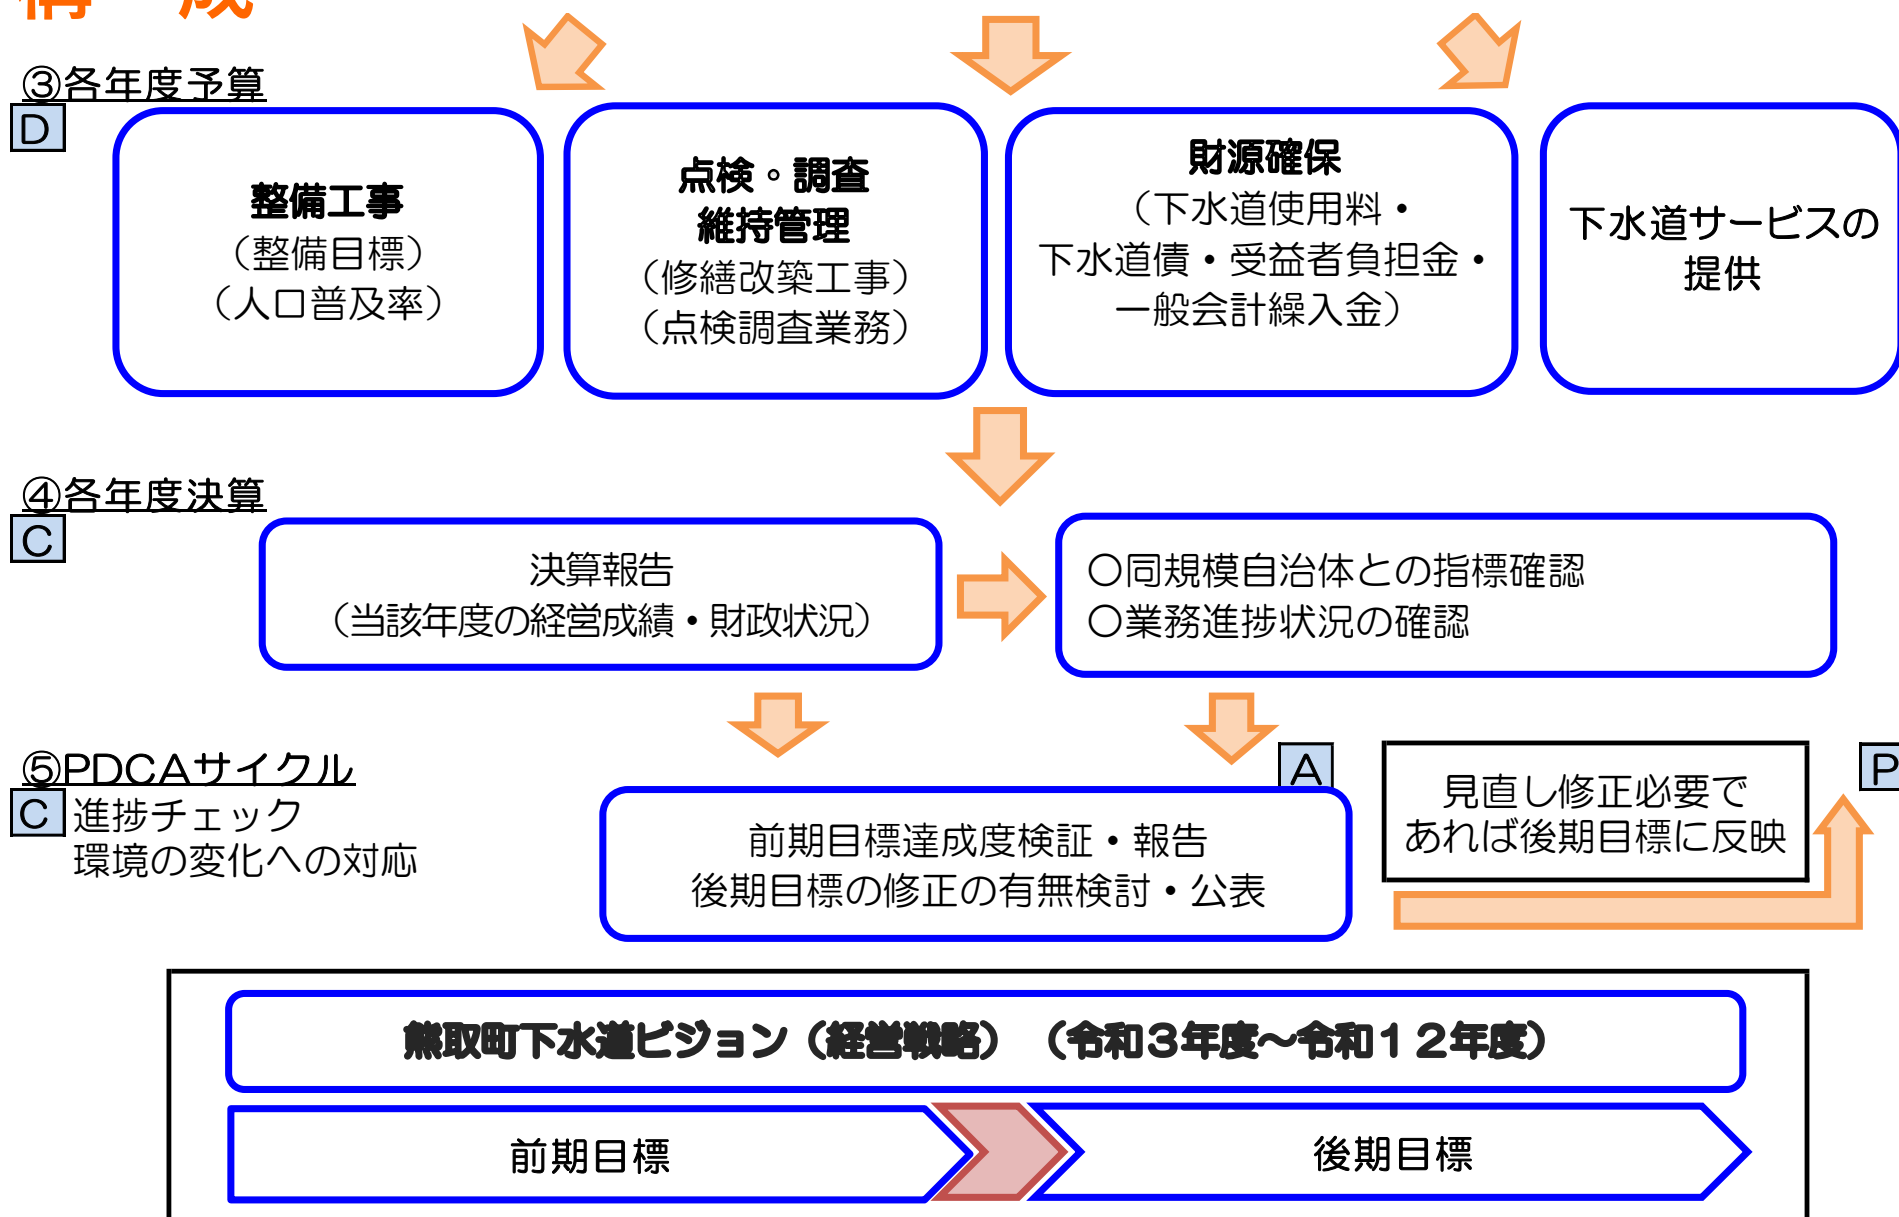 構 成
③各年度予算
D
整備工事
（整備目標）
（人口普及率）
点検・調査
維持管理
（修繕改築工事）
（点検調査業務）
財源確保
（下水道使用料・
下水道債・受益者負担金・
一般会計繰入金）
下水道サービスの
提供
④各年度決算
C
決算報告
（当該年度の経営成績・財政状況）
○同規模自治体との指標確認
○業務進捗状況の確認
⑤PDCAサイクル
C 進捗チェック
環境の変化への対応
A
前期目標達成度検証・報告
後期目標の修正の有無検討・公表
見直し修正必要で
あれば後期目標に反映
P
熊取町下水道ビジョン（経営戦略）（令和３年度～令和１２年度）
前期目標
後期目標